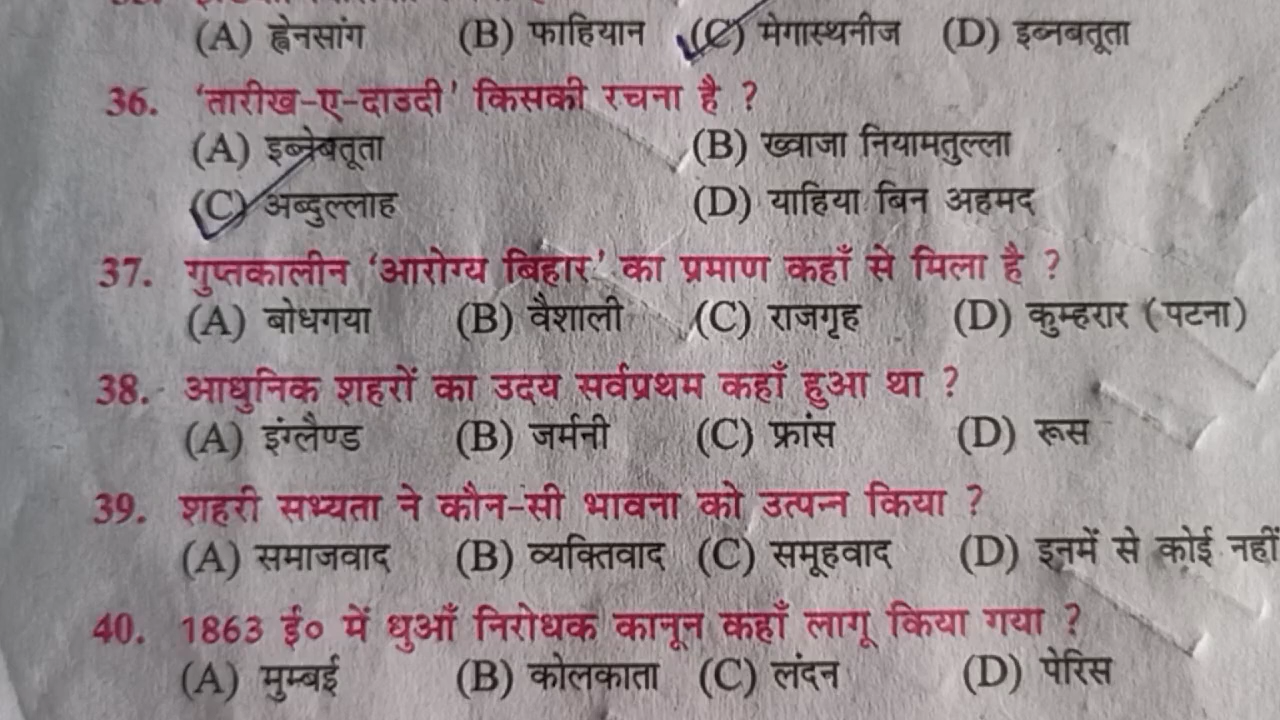 (A) ह्वेनसांग (B) फाहियान (C) मेगास्थनीज (D) इब्नबतूता
36. 'तारीख-ए-दाउदी' किसकी रचना है ?
(A) इब्नेबतूता (B) ख्वाजा नियामतुल्ला
(C) अब्दुल्लाह (D) याहिया बिन अहमद
37. गुप्तकालीन 'आरोग्य बिहार' का प्रमाण कहाँ से मिला है ?
(A) बोधगया (B) वैशाली (C) राजगृह (D) कुम्हरार (पटना)
38. आधुनिक शहरों का उदय सर्वप्रथम कहाँ हुआ था ?
(A) इंग्लैण्ड (B) जर्मनी (C) फ्रांस (D) रूस
39. शहरी सभ्यता ने कौन-सी भावना को उत्पन्न किया ?
(A) समाजवाद (B) व्यक्तिवाद (C) समूहवाद (D) इनमें से कोई नहीं
40. 1863 ई० में धुआँ निरोधक कानून कहाँ लागू किया गया ?
(A) मुम्बई (B) कोलकाता (C) लंदन (D) पेरिस